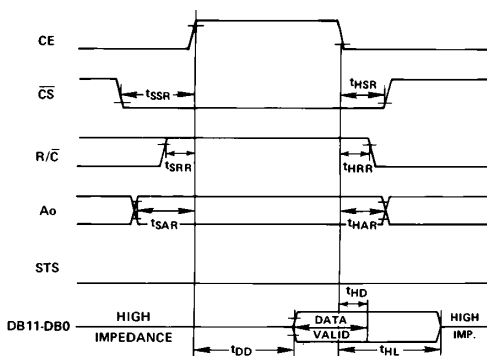 CE
C̅S̅
tSSR
tHSR
R/C̅
tSRR
tHRR
Ao
tSAR
tHAR
STS
tHD
DB11-DB0
HIGH
IMPEDANCE
DATA
VALID
HIGH
IMP.
tDD
tHL